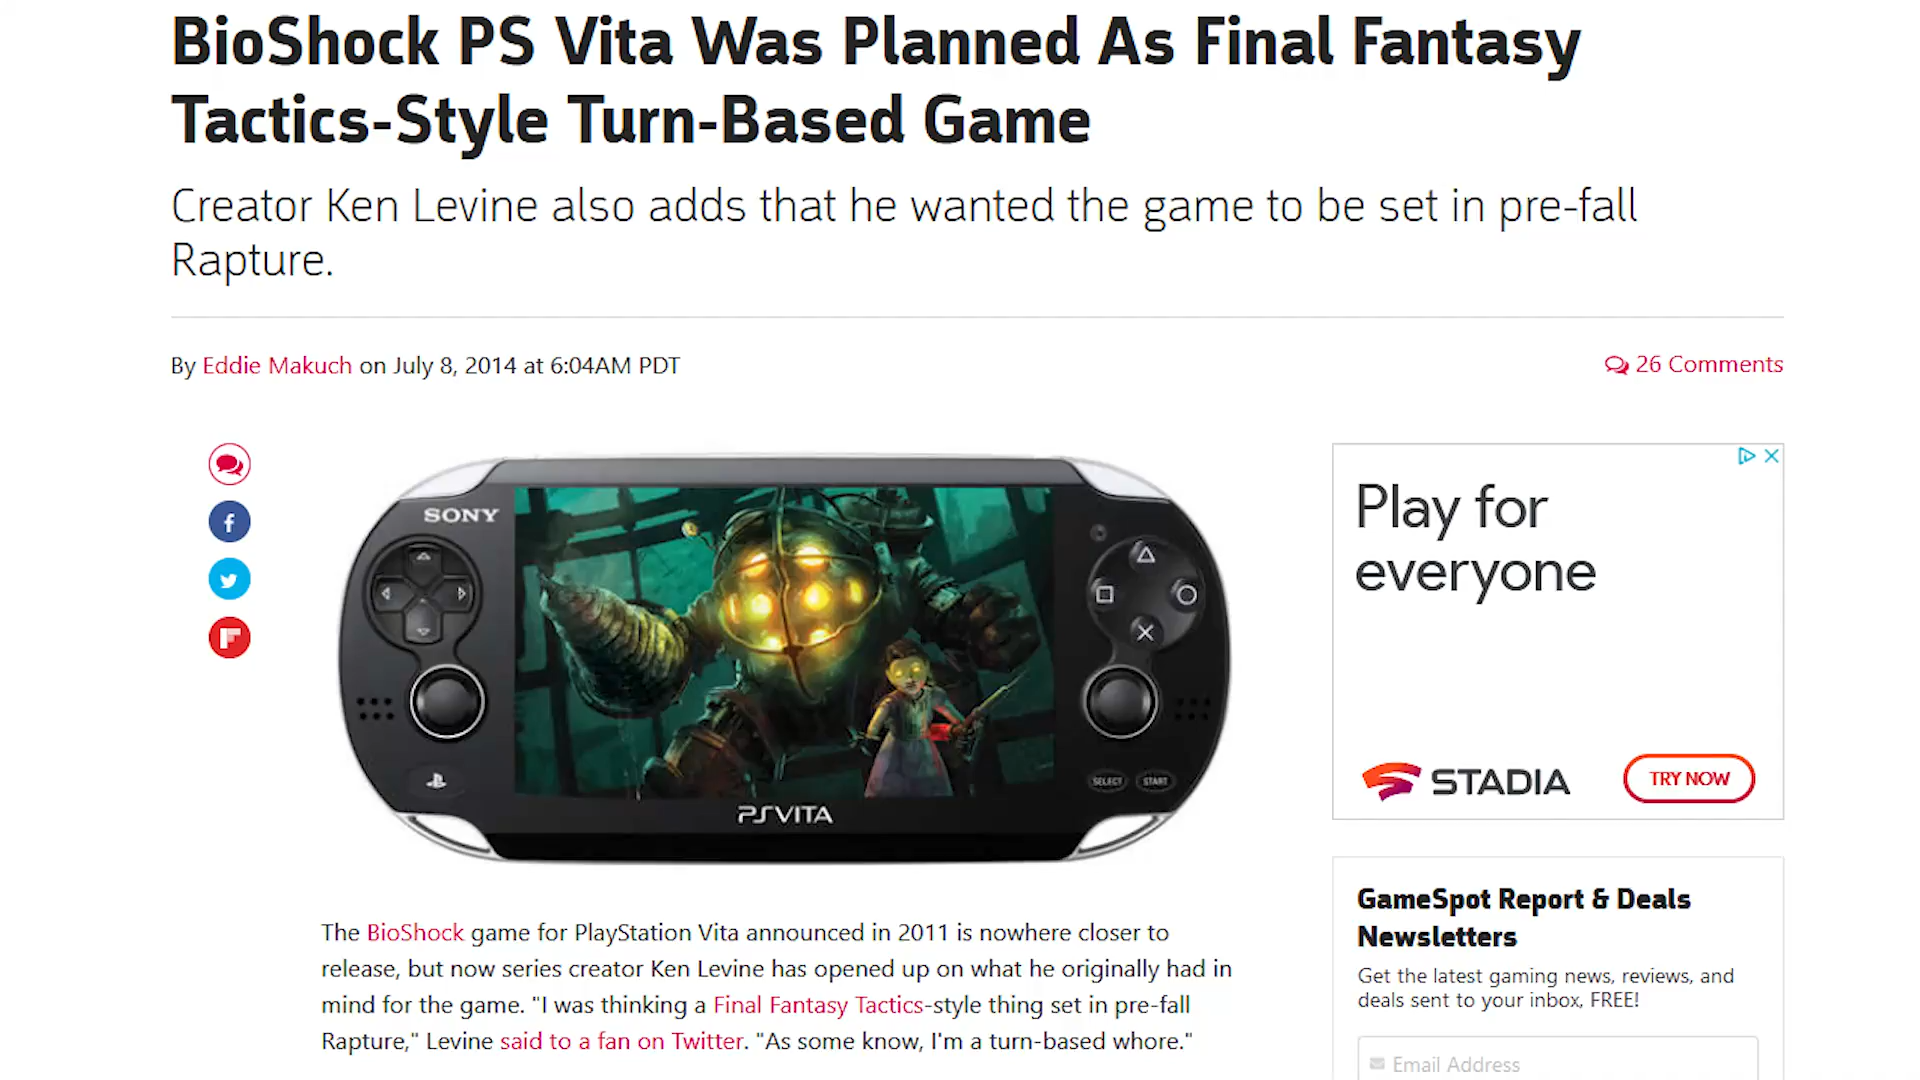 BioShock PS Vita Was Planned As Final Fantasy
Tactics-Style Turn-Based Game
Creator Ken Levine also adds that he wanted the game to be set in pre-fall
Rapture.
By Eddie Makuch on July 8, 2014 at 6:04AM PDT
26 Comments
SONY
SELECT START
PSVITA
Play for
everyone
STADIA
TRY NOW
The BioShock game for PlayStation Vita announced in 2011 is nowhere closer to
release, but now series creator Ken Levine has opened up on what he originally had in
mind for the game. "I was thinking a Final Fantasy Tactics-style thing set in pre-fall
Rapture," Levine said to a fan on Twitter. "As some know, I'm a turn-based whore."
GameSpot Report & Deals
Newsletters
Get the latest gaming news, reviews, and
deals sent to your inbox, FREE!
Email Address